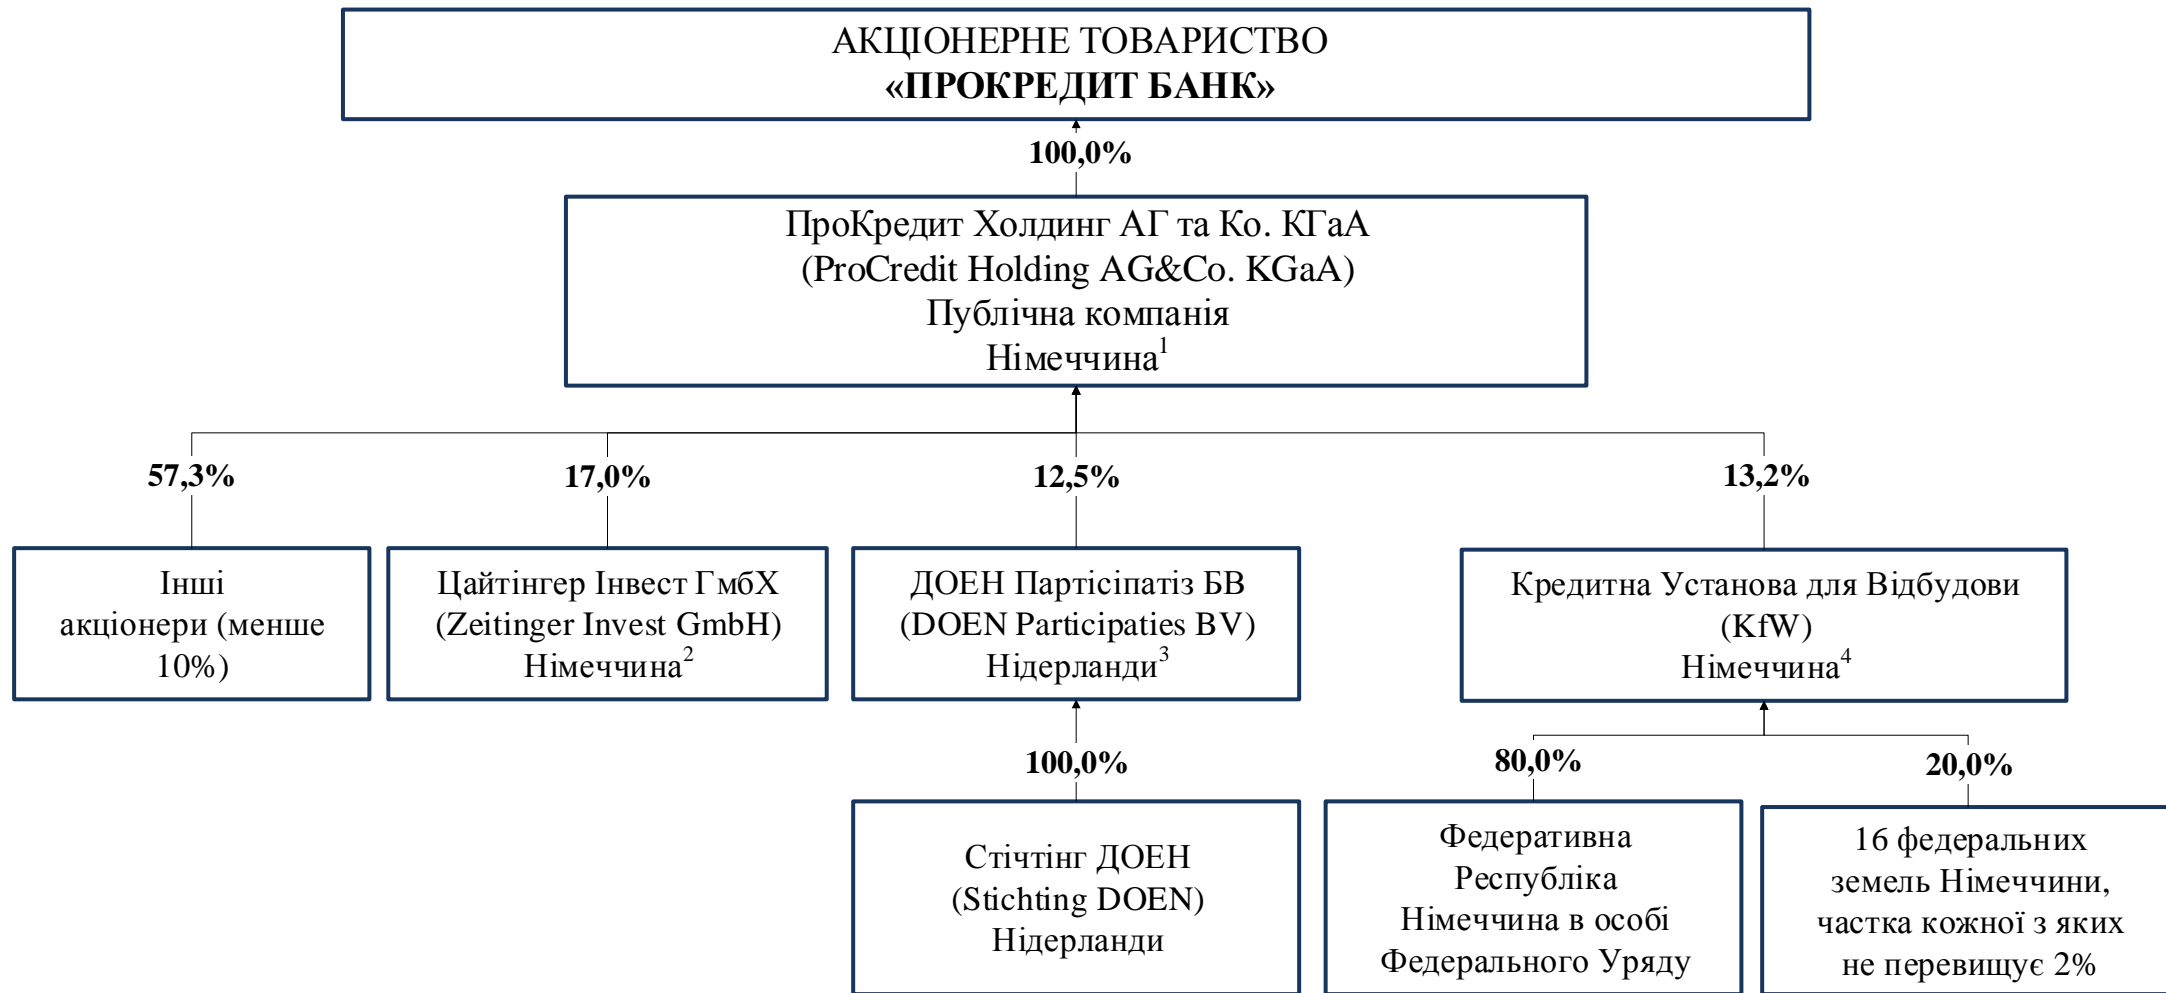 АКЦІОНЕРНЕ ТОВАРИСТВО
«ПРОКРЕДИТ БАНК»
100,0%
ПроКредит Холдинг АГ та Ко. КГаА
(ProCredit Holding AG&Co. KGaA)
Публічна компанія
Німеччина¹
57,3%
17,0%
12,5%
13,2%
Інші
акціонери (менше
10%)
Цайтінгер Інвест ГмбХ
(Zeitinger Invest GmbH)
Німеччина²
ДОЕН Партісіпатіз БВ
(DOEN Participaties BV)
Нідерланди³
Кредитна Установа для Відбудови
(KfW)
Німеччина⁴
100,0%
80,0%
20,0%
Стічтінг ДОЕН
(Stichting DOEN)
Нідерланди
Федеративна
Республіка
Німеччина в особі
Федерального Уряду
16 федеральних
земель Німеччини,
частка кожної з яких
не перевищує 2%